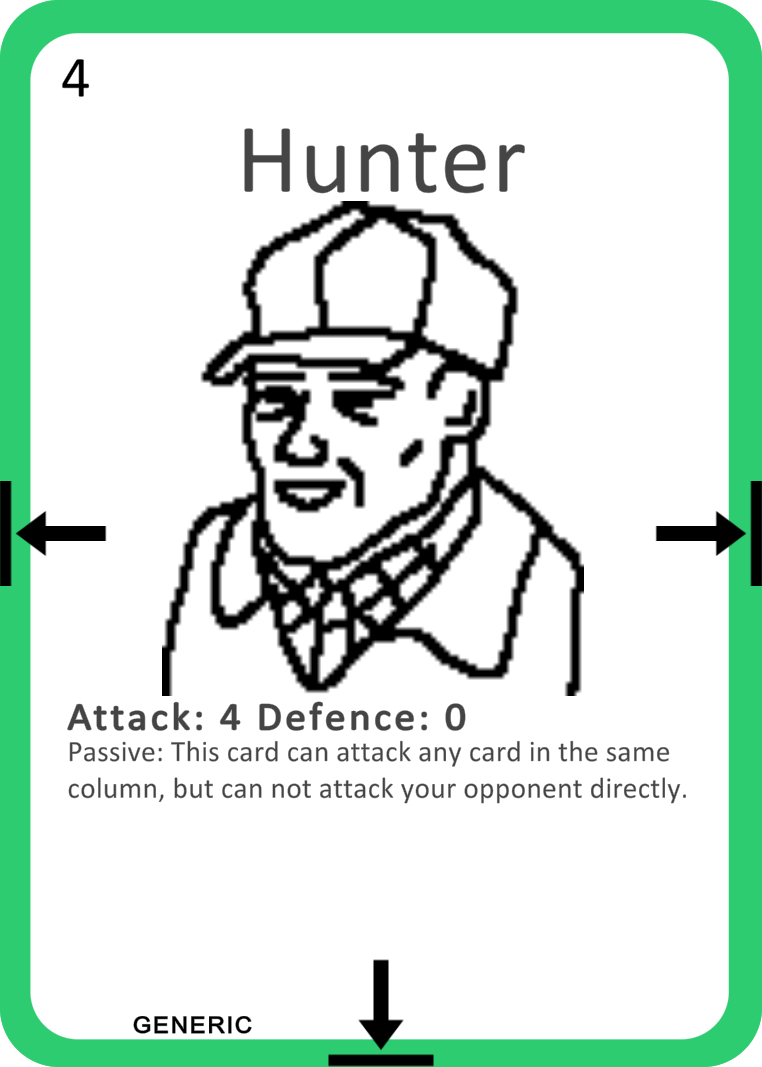 4
Hunter
Attack: 4 Defence: 0
Passive: This card can attack any card in the same
column, but can not attack your opponent directly.
GENERIC